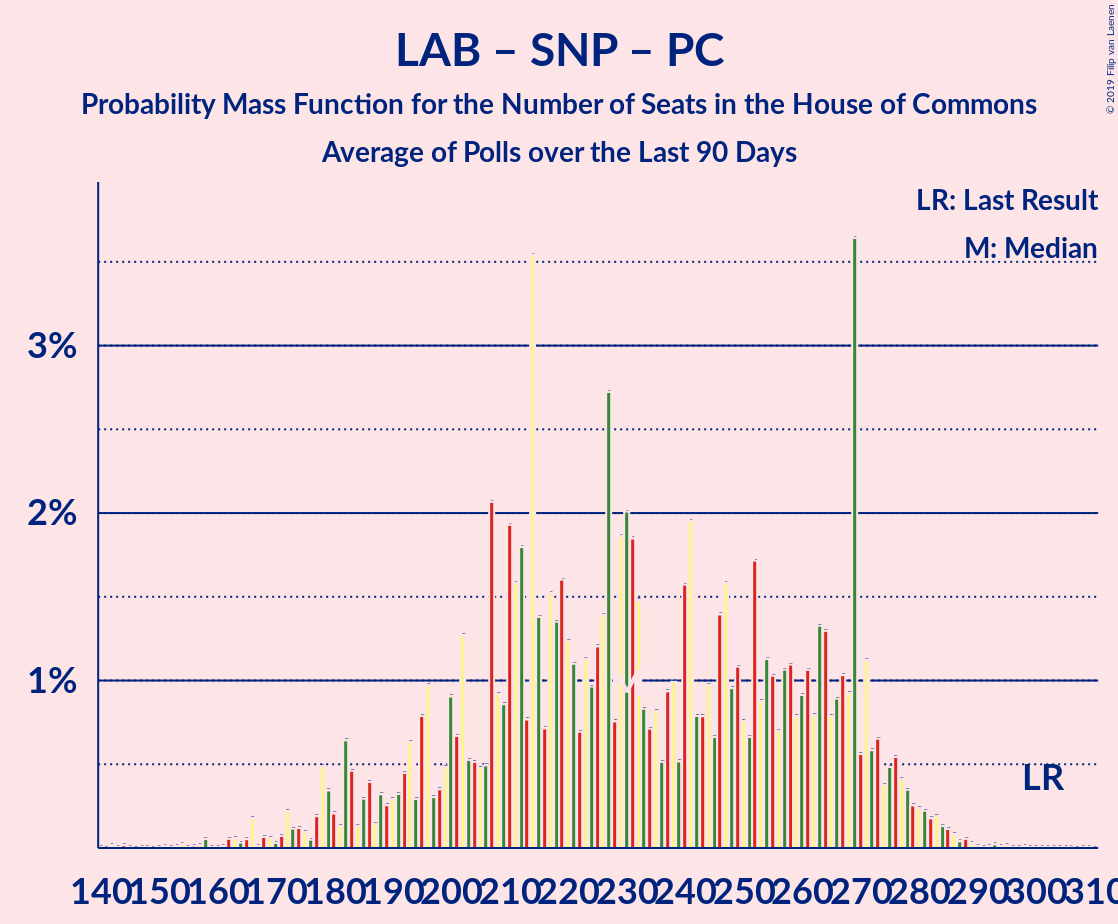 LAB – SNP – PC
Probability Mass Function for the Number of Seats in the House of Commons
Average of Polls over the Last 90 Days
© 2019 Filip van Laenen
LR: Last Result
M: Median
3%
2%
1%
M
LR
140 150 160 170 180 190 200 210 220 230 240 250 260 270 280 290 300 310